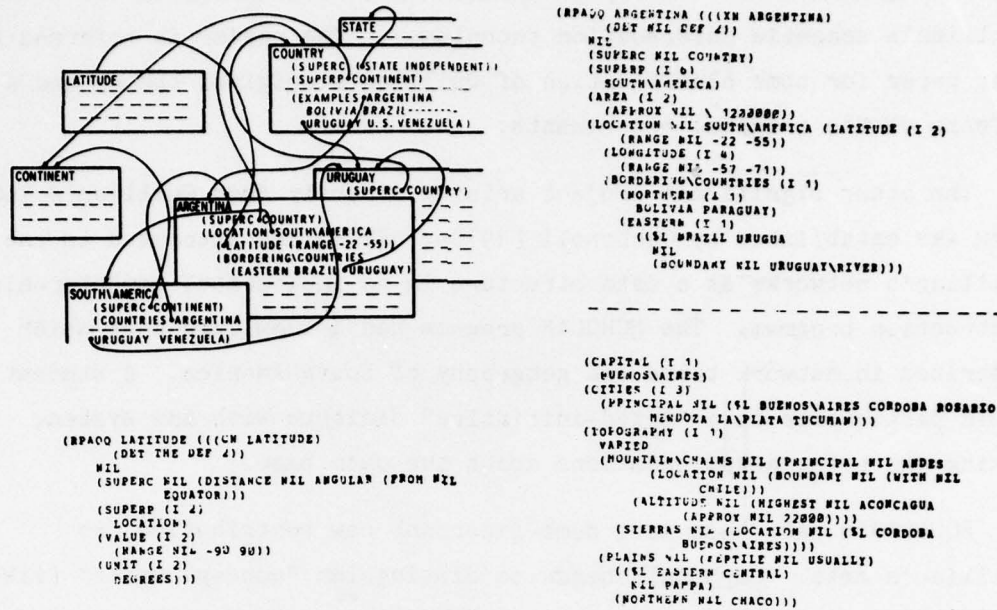 STATE
COUNTRY
(SUPERC (STATE INDEPENDENT))
(SUPERP CONTINENT)
(EXAMPLES ARGENTINA
BOLIVIA BRAZIL------
URUGUAY U.S. VENEZUELA)
LATITUDE
CONTINENT
URUGUAY
(SUPERC COUNTRY)
ARGENTINA
(SUPERC COUNTRY)
(LOCATION SOUTH\AMERICA
(LATITUDE (RANGE -22 -55))
(BORDERING\COUNTRIES
(EASTERN BRAZIL URUGUAY)
SOUTH\AMERICA
(SUPERC CONTINENT)
(COUNTRIES ARGENTINA
URUGUAY VENEZUELA)
(RPAQQ LATITUDE (((CN LATITUDE)
(DET THE DEF 4))
NIL
(SUPERC NIL (DISTANCE NIL ANGULAR (FROM NIL
EQUATOR)))
(SUPERP (I 2)
LOCATION)
(VALUE (I 2)
(RANGE NIL -90 90))
(UNIT (I 2)
DEGREES)))
(RPAQQ ARGENTINA (((XN ARGENTINA)
(DET NIL DEF 4))
NIL
(SUPERC NIL COUNTRY)
(SUPERP (I 6)
SOUTH\AMERICA)
(AREA (I 2)
(APPROX NIL \ 1200000))
(LOCATION NIL SOUTH\AMERICA (LATITUDE (I 2)
(RANGE NIL -22 -55))
(LONGITUDE (I 4)
(RANGE NIL -57 -71))
(BORDERING\COUNTRIES (I 1)
(NORTHERN (I 1)
BOLIVIA PARAGUAY)
(EASTERN (I 1)
(($L BRAZIL URUGUAY)
NIL
(BOUNDARY NIL URUGUAY\RIVER)))
(CAPITAL (I 1)
BUENOS\AIRES)
(CITIES (I 3)
(PRINCIPAL NIL ($L BUENOS\AIRES CORDOBA ROSARIO
MENDOZA LA\PLATA TUCUMAN)))
(TOPOGRAPHY (I 1)
VARIED
(MOUNTAIN\CHAINS NIL (PRINCIPAL NIL ANDES
(LOCATION NIL (BOUNDARY NIL (WITH NIL
CHILE)))
(ALTITUDE NIL (HIGHEST NIL ACONCAGUA
(APPROX NIL 22000))))
(SIERRAS NIL (LOCATION NIL ($L CORDOBA
BUENOS\AIRES))))
(PLAINS NIL (FERTILE NIL USUALLY)
(($L EASTERN CENTRAL)
NIL PAMPA)
(NORTHERN NIL CHACO)))